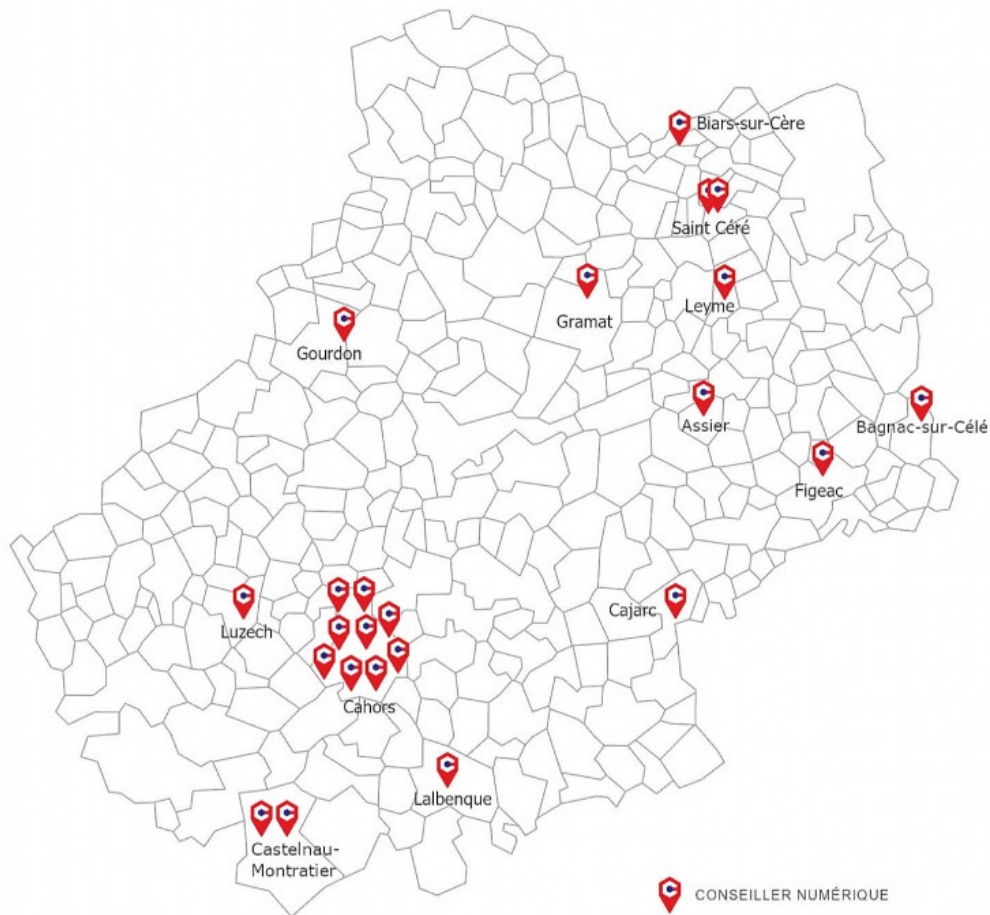 Biars-sur-Cère
Saint Céré
Leyme
Gramat
Gourdon
Assier
Bagnac-sur-Célé
Figeac
Cajarc
Luzech
Cahors
Lalbenque
Castelnau-
Montratier
CONSEILLER NUMÉRIQUE